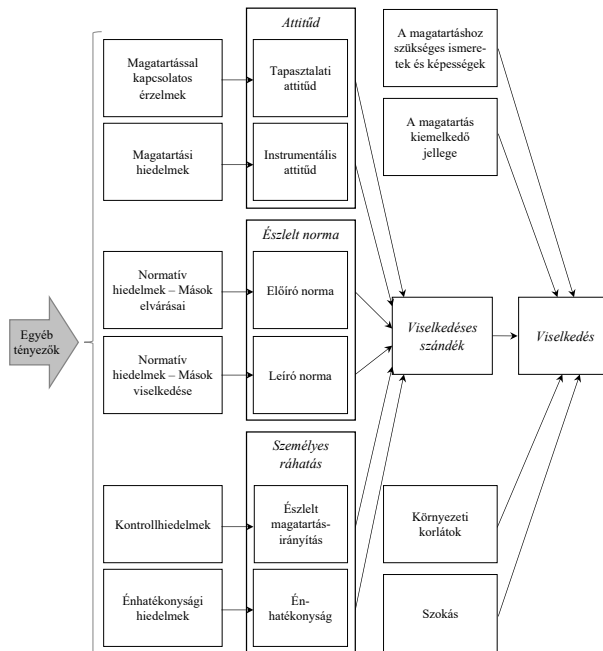 Egyéb
tényezők
Magatartással
kapcsolatos
érzelmek
Magatartási
hiedelmek
Normatív
hiedelmek – Mások
elvárásai
Normatív
hiedelmek – Mások
viselkedése
Kontrollhiedelmek
Énhatékonysági
hiedelmek
Attitűd
Tapasztalati
attitűd
Instrumentális
attitűd
Észlelt norma
Előíró norma
Leíró norma
Személyes
ráhatás
Észlelt
magatartás-
irányítás
Én-
hatékonyság
A magatartáshoz
szükséges ismere-
tek és képességek
A magatartás
kiemelkedő
jellege
Viselkedéses
szándék
Környezeti
korlátok
Szokás
Viselkedés